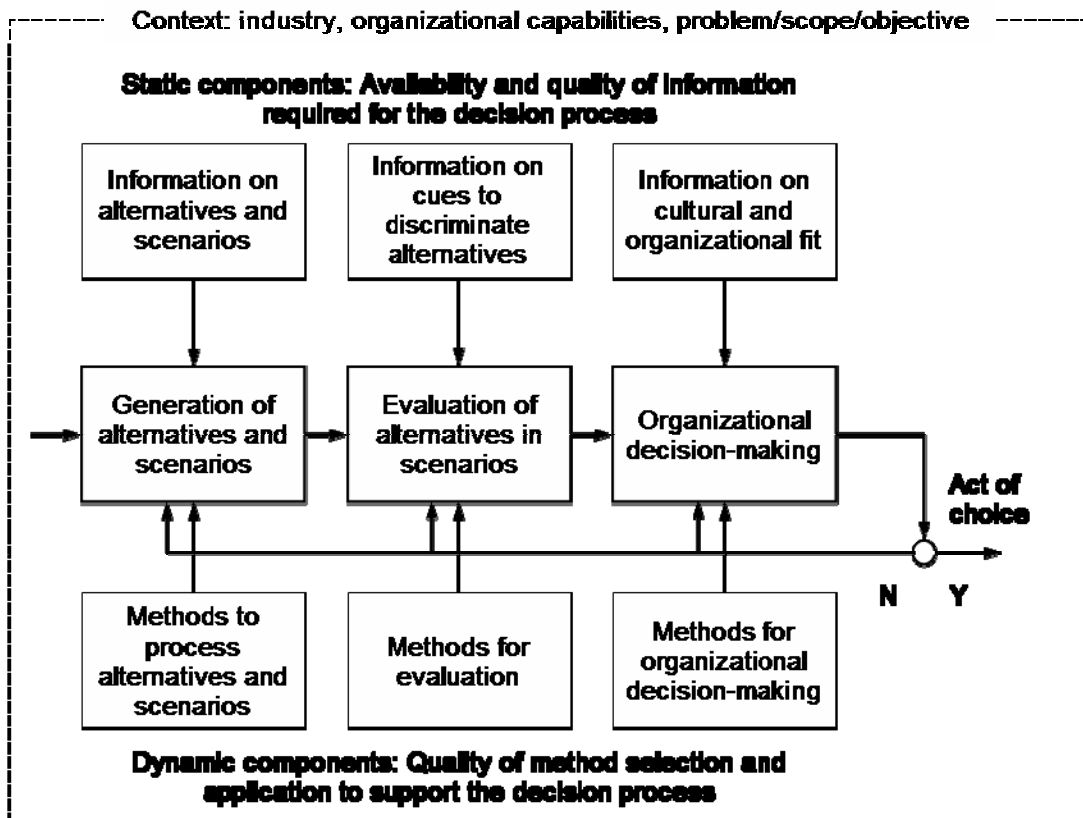 Context: industry, organizational capabilities, problem/scope/objective
Static components: Availability and quality of information
required for the decision process
Information on
alternatives and
scenarios
Information on
cues to
discriminate
alternatives
Information on
cultural and
organizational fit
Generation of
alternatives and
scenarios
Evaluation of
alternatives in
scenarios
Organizational
decision-making
Act of
choice
N
Y
Methods to
process
alternatives and
scenarios
Methods for
evaluation
Methods for
organizational
decision-making
Dynamic components: Quality of method selection and
application to support the decision process